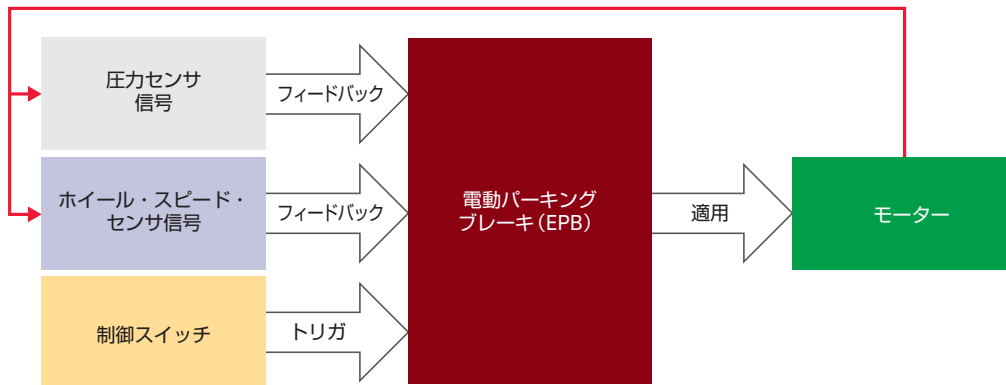 圧力センサ
信号
フィードバック
ホイール・スピード・
センサ信号
フィードバック
制御スイッチ
トリガ
電動パーキング
ブレーキ（EPB）
適用
モーター